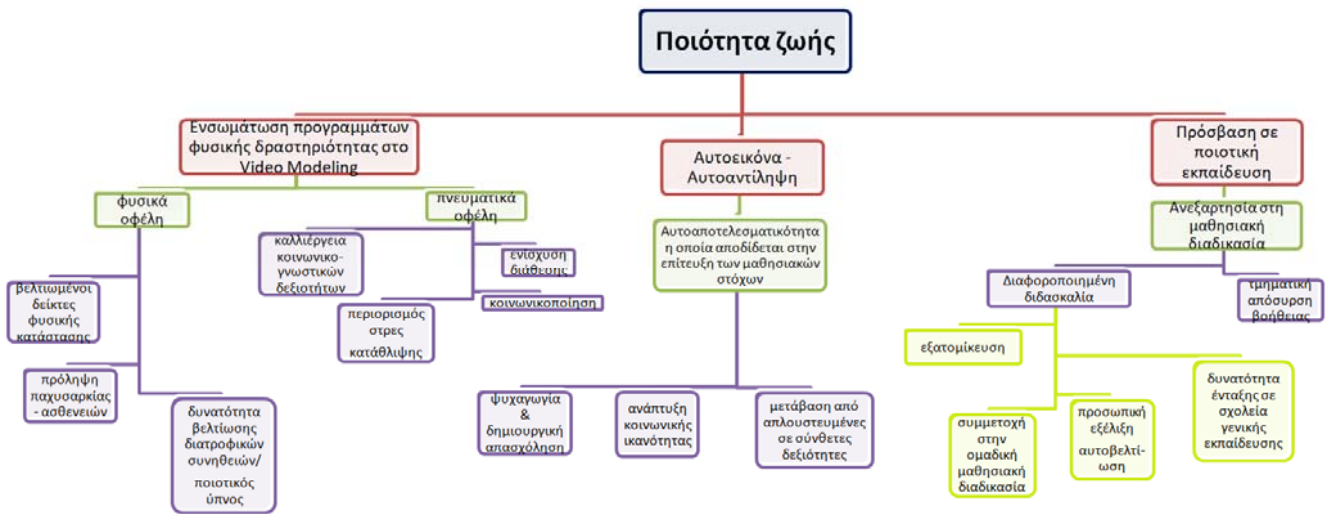 Ποιότητα ζωής
Ενσωμάτωση προγραμμάτων
φυσικής δραστηριότητας στο
Video Modeling
φυσικά
οφέλη
βελτιωμένοι
δείκτες
φυσικής
κατάστασης
πρόληψη
παχυσαρκίας
- ασθενειών
δυνατότητα
βελτίωσης
διατροφικών
συνηθειών/
ποιοτικός
ύπνος
πνευματικά
οφέλη
καλλιέργεια
κοινωνικο-
γνωστικών
δεξιοτήτων
ενίσχυση
διάθεσης
κοινωνικοποίηση
περιορισμός
στρες
κατάθλιψης
Αυτοεικόνα -
Αυτοαντίληψη
Αυτοαποτελεσματικότητα
η οποία αποδίδεται στην
επίτευξη των μαθησιακών
στόχων
ψυχαγωγία
&
δημιουργική
απασχόληση
ανάπτυξη
κοινωνικής
ικανότητας
μετάβαση από
απλουστευμένες
σε σύνθετες
δεξιότητες
Πρόσβαση σε
ποιοτική
εκπαίδευση
Ανεξαρτησία στη
μαθησιακή
διαδικασία
Διαφοροποιημένη
διδασκαλία
τμηματική
απόσυρση
βοήθειας
εξατομίκευση
συμμετοχή
στην
ομαδική
μαθησιακή
διαδικασία
προσωπική
εξέλιξη
αυτοβελτί-
ωση
δυνατότητα
ένταξης σε
σχολεία
γενικής
εκπαίδευσης